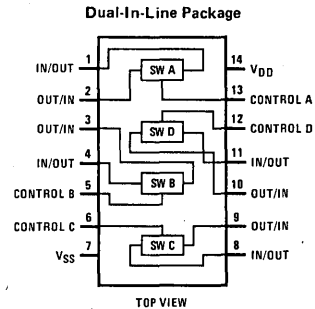 Dual-In-Line Package
IN/OUT 1 SW A 14 VDD
OUT/IN 2 13 CONTROL A
OUT/IN 3 SW D 12 CONTROL D
IN/OUT 4 11 IN/OUT
CONTROL B 5 SW B 10 OUT/IN
CONTROL C 6 9 OUT/IN
VSS 7 SW C 8 IN/OUT
TOP VIEW